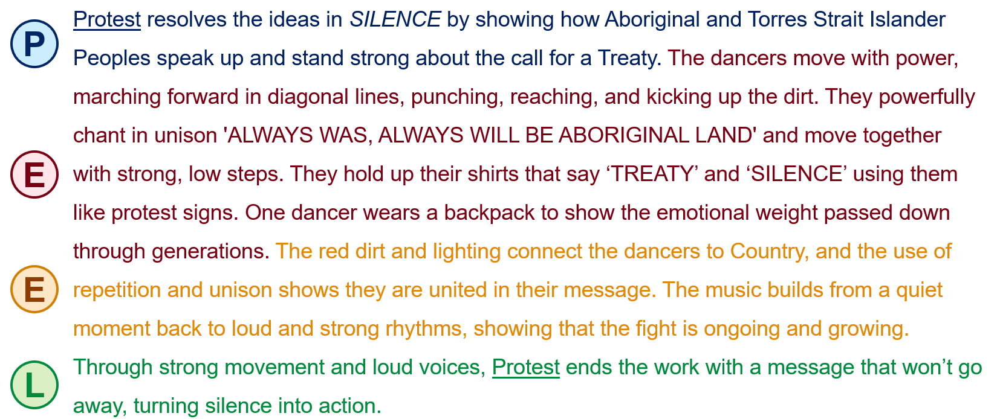 Protest resolves the ideas in SILENCE by showing how Aboriginal and Torres Strait Islander
P
Peoples speak up and stand strong about the call for a Treaty. The dancers move with power,
marching forward in diagonal lines, punching, reaching, and kicking up the dirt. They powerfully
chant in unison 'ALWAYS WAS, ALWAYS WILL BE ABORIGINAL LAND' and move together
E
with strong, low steps. They hold up their shirts that say ‘TREATY’ and ‘SILENCE’ using them
like protest signs. One dancer wears a backpack to show the emotional weight passed down
through generations. The red dirt and lighting connect the dancers to Country, and the use of
E
repetition and unison shows they are united in their message. The music builds from a quiet
moment back to loud and strong rhythms, showing that the fight is ongoing and growing.
Through strong movement and loud voices, Protest ends the work with a message that won’t go
L
away, turning silence into action.